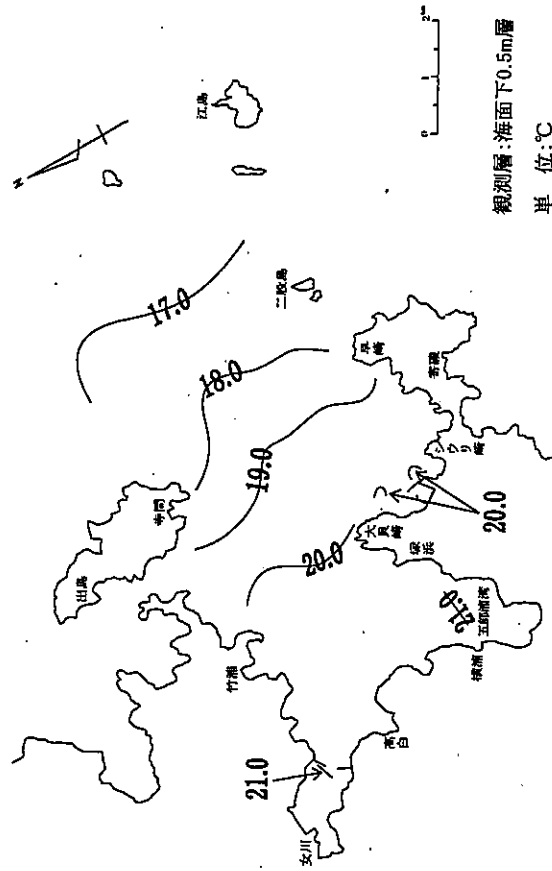 N
江島
17.0
二股島
18.0
早崎
寄磯
19.0
寺間
出島
シウリ崎
20.0
20.0
大貝崎
塚浜
竹浦
21.0
五部浦湾
横浦
高白
21.0
女川
0 1 2 km
観測層:海面下0.5m層
単 位:℃